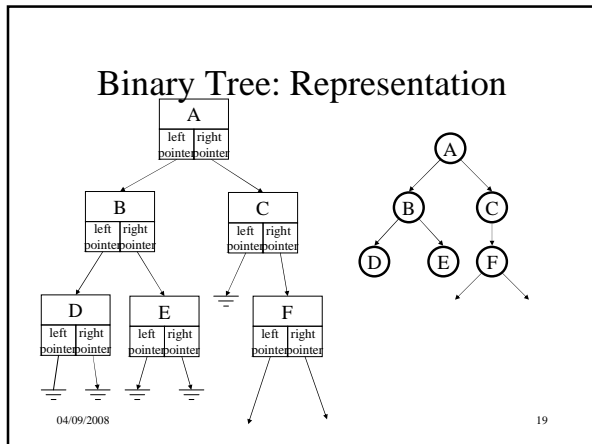 Binary Tree: Representation
A
left right
pointer pointer
B
left right
pointer pointer
C
left right
pointer pointer
D
left right
pointer pointer
E
left right
pointer pointer
F
left right
pointer pointer
A
B
C
D
E
F
04/09/2008
19